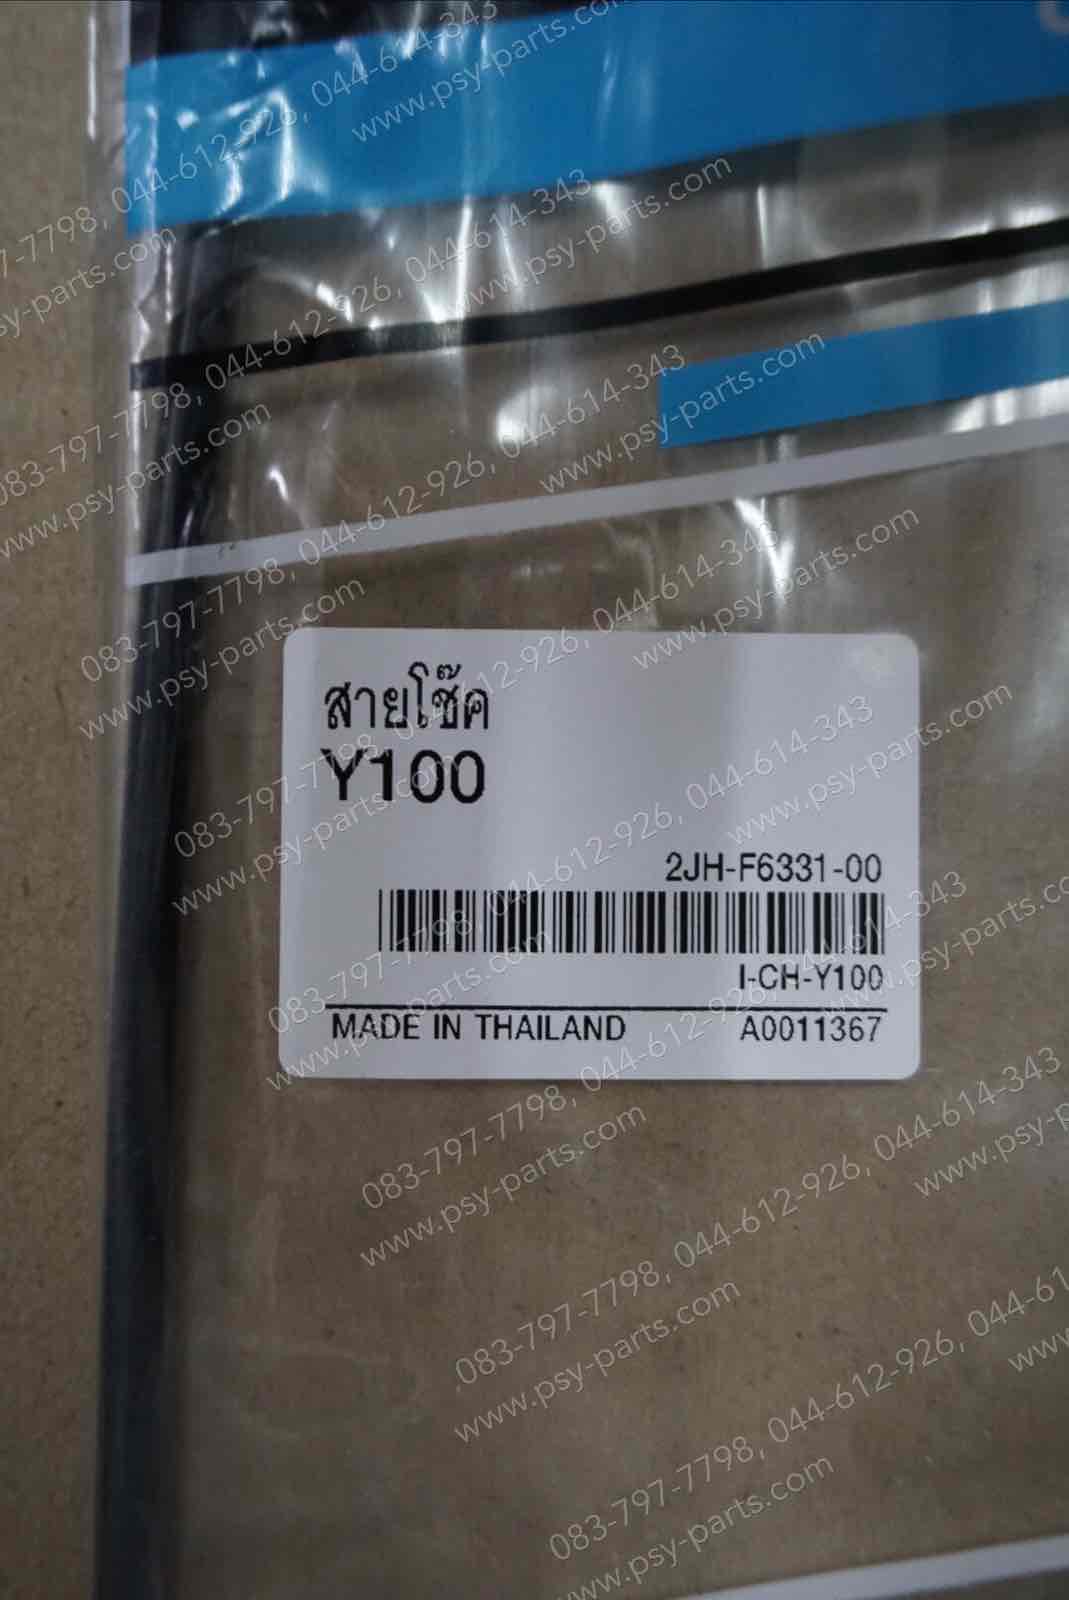 สายโช๊ค
Y100
2JH-F6331-00
I-CH-Y100
MADE IN THAILAND A0011367
083-797-7798, 044-612-926, 044-614-343
www.psy-parts.com